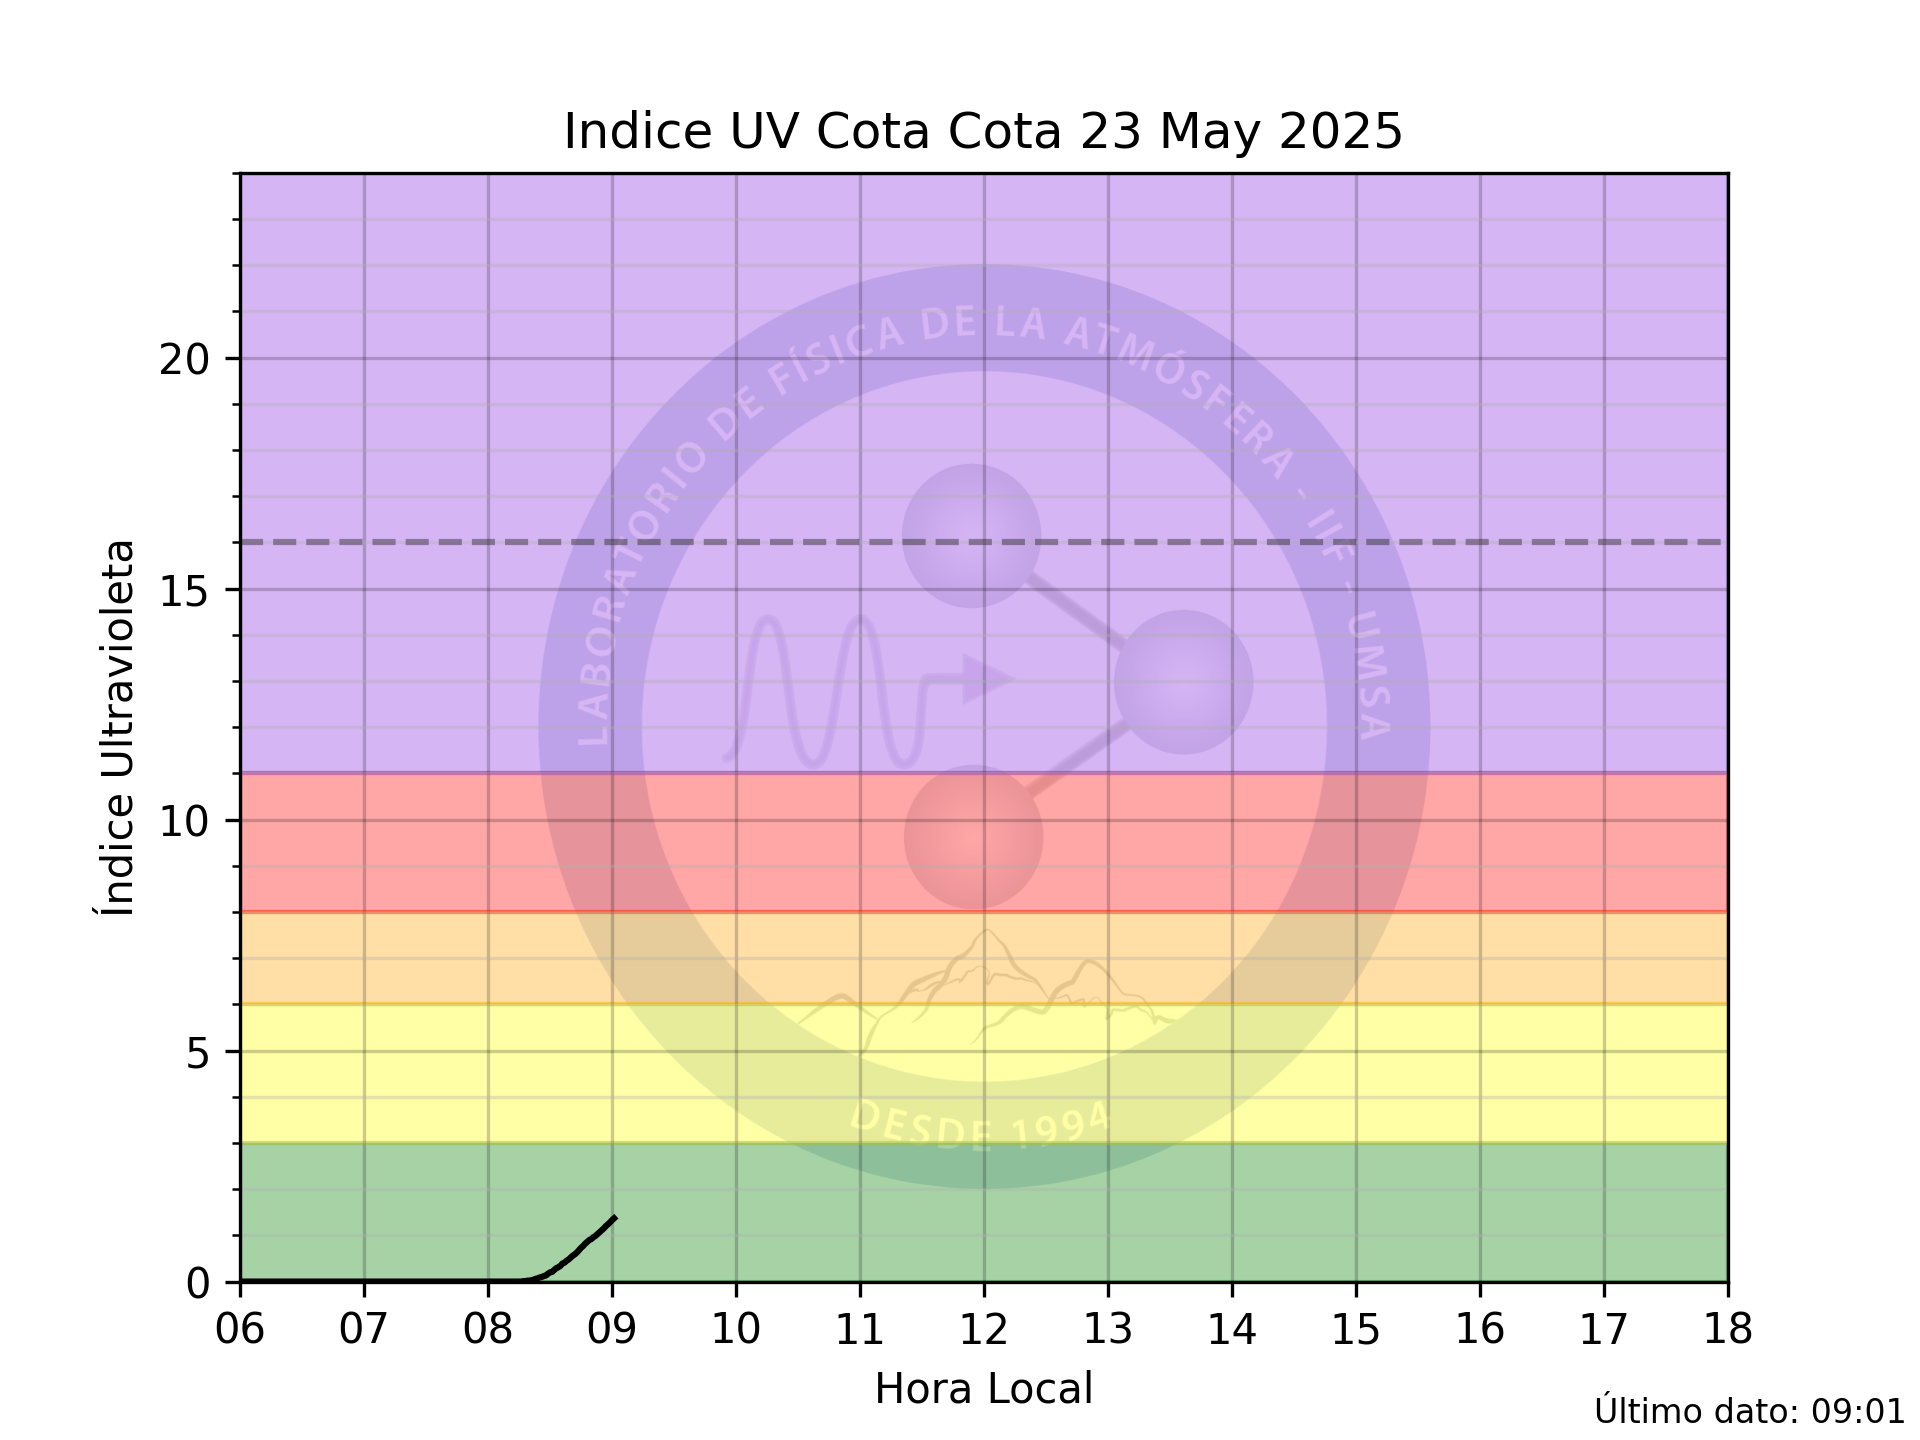 Indice UV Cota Cota 23 May 2025
Índice Ultravioleta
20
15
10
5
0
LABORATORIO DE FÍSICA DE LA ATMÓSFERA - IIF - UMSA
DESDE 1994
06 07 08 09 10 11 12 13 14 15 16 17 18
Hora Local
Último dato: 09:01